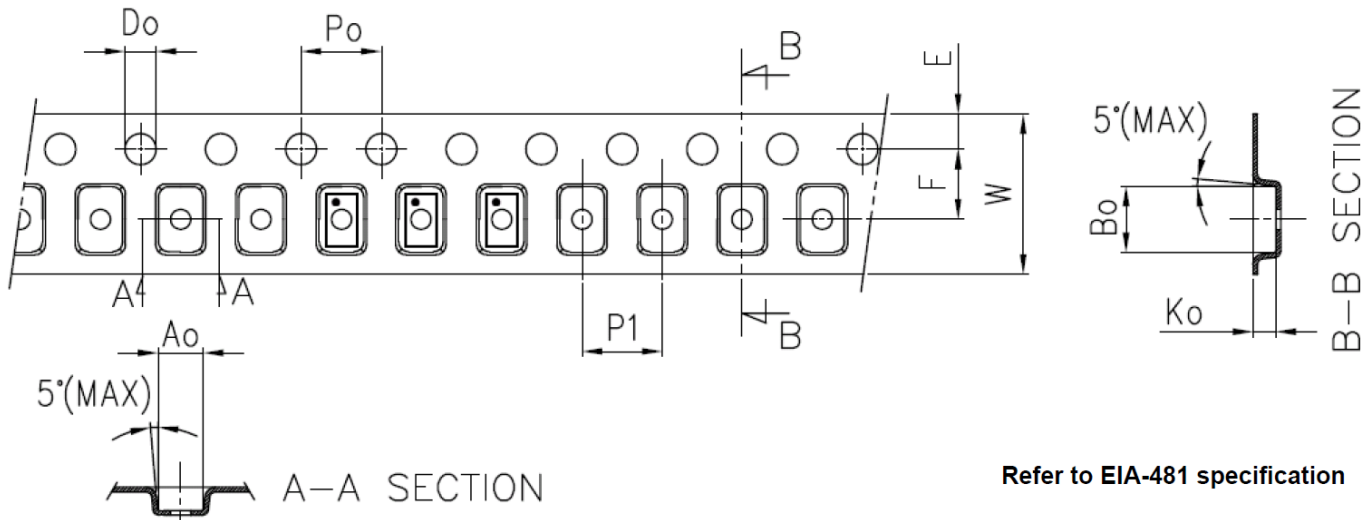 Do
Po
B
E
5°(MAX)
F
W
Bo
B-B SECTION
A
A
P1
B
Ko
Ao
5°(MAX)
A-A SECTION
Refer to EIA-481 specification